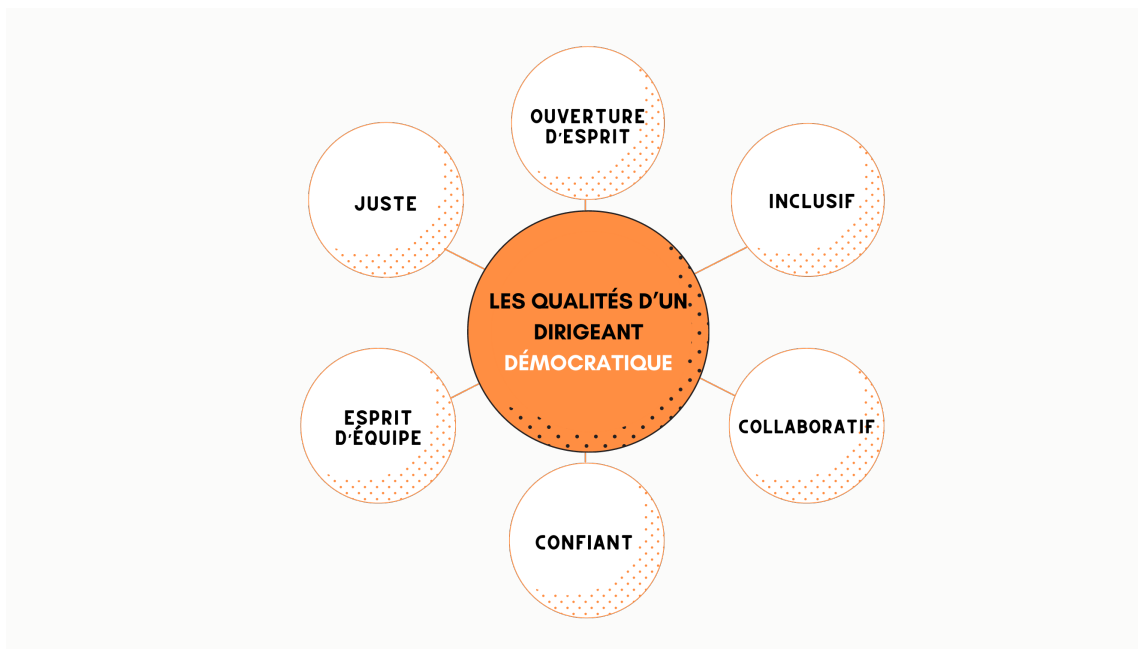 OUVERTURE
D'ESPRIT
JUSTE
INCLUSIF
LES QUALITÉS D'UN
DIRIGEANT
DÉMOCRATIQUE
ESPRIT
D'ÉQUIPE
COLLABORATIF
CONFIANT